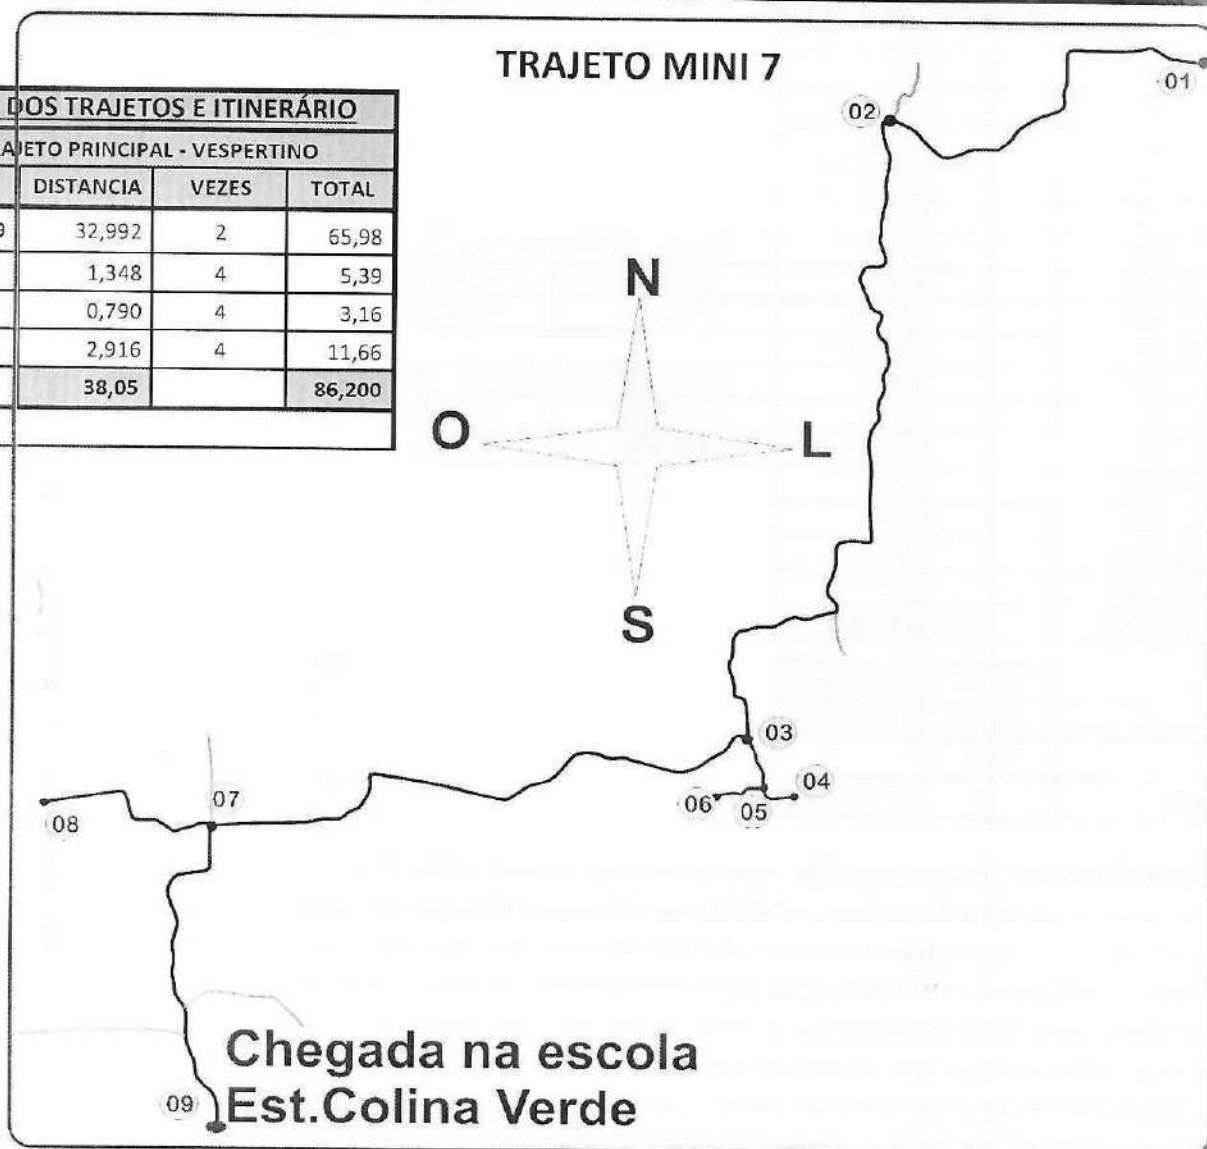 TRAJETO MINI 7
DOS TRAJETOS E ITINERÁRIO
AJETO PRINCIPAL - VESPERTINO
DISTANCIA VEZES TOTAL
9 32,992 2 65,98
1,348 4 5,39
0,790 4 3,16
2,916 4 11,66
38,05 86,200
01
02
N
O L
S
03
04
05
06
07
08
09
Chegada na escola
Est.Colina Verde